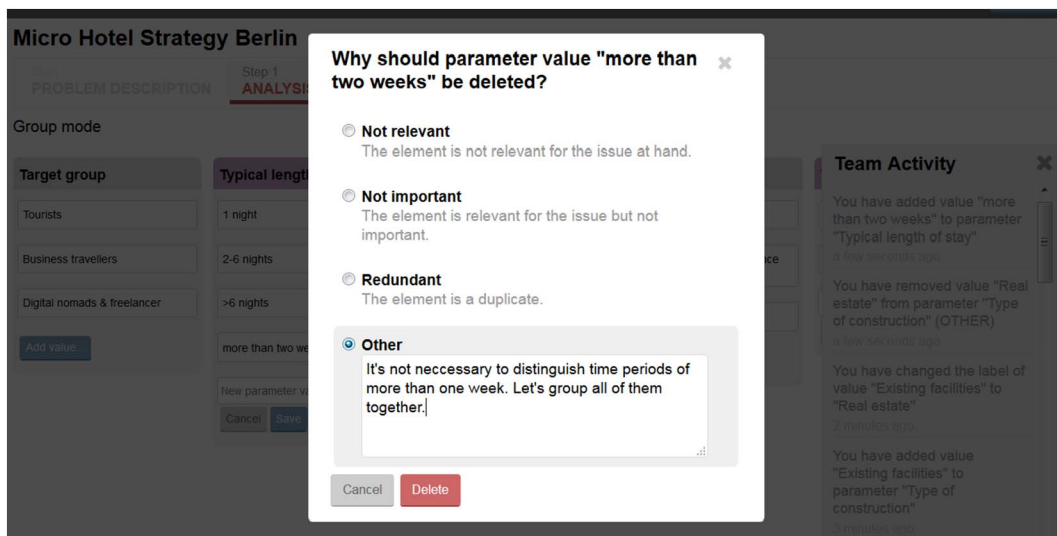 Micro Hotel Strategy Berlin
Start
PROBLEM DESCRIPTION
Step 1
ANALYSI
Group mode
Target group
Tourists
Business travellers
Digital nomads & freelancer
Add value...
Typical lengt
1 night
2-6 nights
>6 nights
more than two we
New parameter va
Cancel
Save
Why should parameter value "more than
two weeks" be deleted?
Not relevant
The element is not relevant for the issue at hand.
Not important
The element is relevant for the issue but not
important.
Redundant
The element is a duplicate.
Other
It's not neccessary to distinguish time periods of
more than one week. Let's group all of them
together.
Cancel
Delete
nce
Team Activity
You have added value "more
than two weeks" to parameter
"Typical length of stay"
a few seconds ago
You have removed value "Real
estate" from parameter "Type
of construction" (OTHER)
a few seconds ago
You have changed the label of
value "Existing facilities" to
"Real estate"
2 minutes ago
You have added value
"Existing facilities" to
parameter "Type of
construction"
3 minutes ago